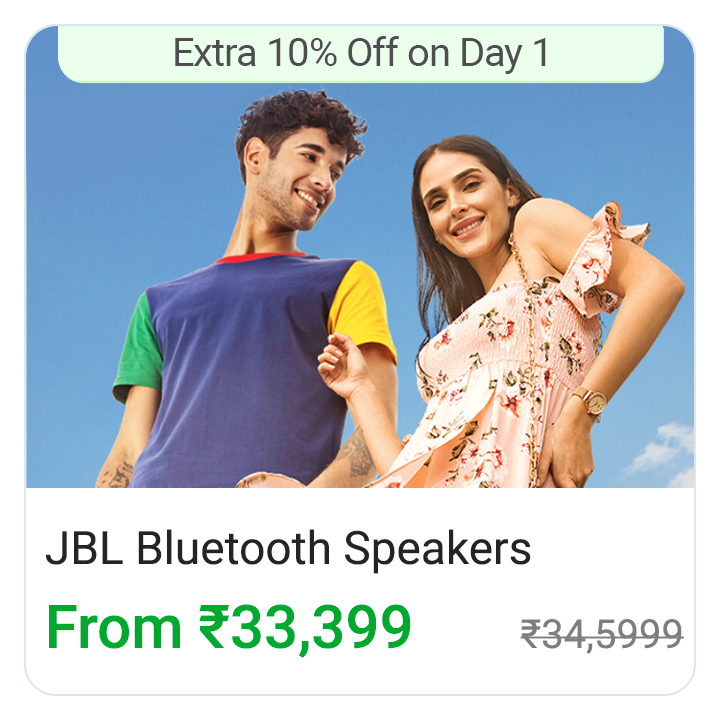 Extra 10% Off on Day 1
JBL Bluetooth Speakers
From ₹33,399
₹34,5999